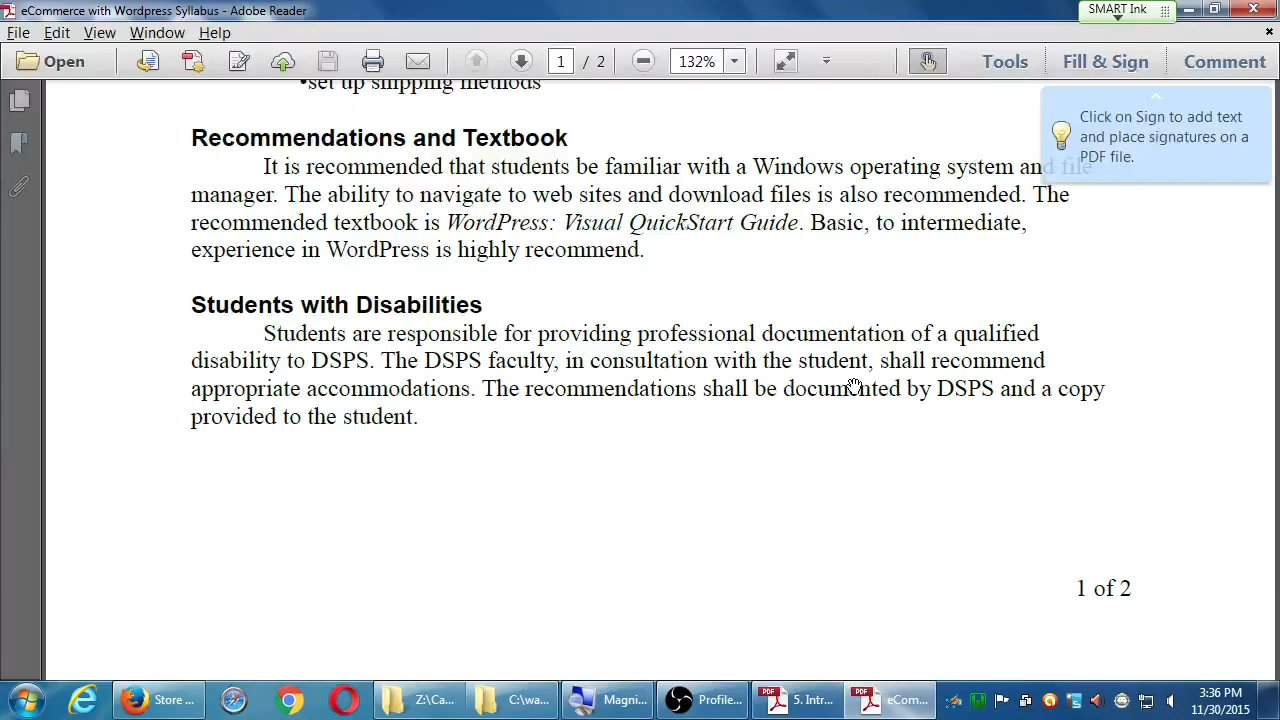 eCommerce with Wordpress Syllabus - Adobe Reader
SMART Ink
File Edit View Window Help
Open 1 / 2 132% Tools Fill & Sign Comment
Click on Sign to add text
and place signatures on a
PDF file.
•set up shipping methods
Recommendations and Textbook
It is recommended that students be familiar with a Windows operating system and file
manager. The ability to navigate to web sites and download files is also recommended. The
recommended textbook is WordPress: Visual QuickStart Guide. Basic, to intermediate,
experience in WordPress is highly recommend.
Students with Disabilities
Students are responsible for providing professional documentation of a qualified
disability to DSPS. The DSPS faculty, in consultation with the student, shall recommend
appropriate accommodations. The recommendations shall be documented by DSPS and a copy
provided to the student.
1 of 2
Store ... Z:\Ca... C:\wa... Magni... Profile... 5. Intr... eCom...
3:36 PM
11/30/2015